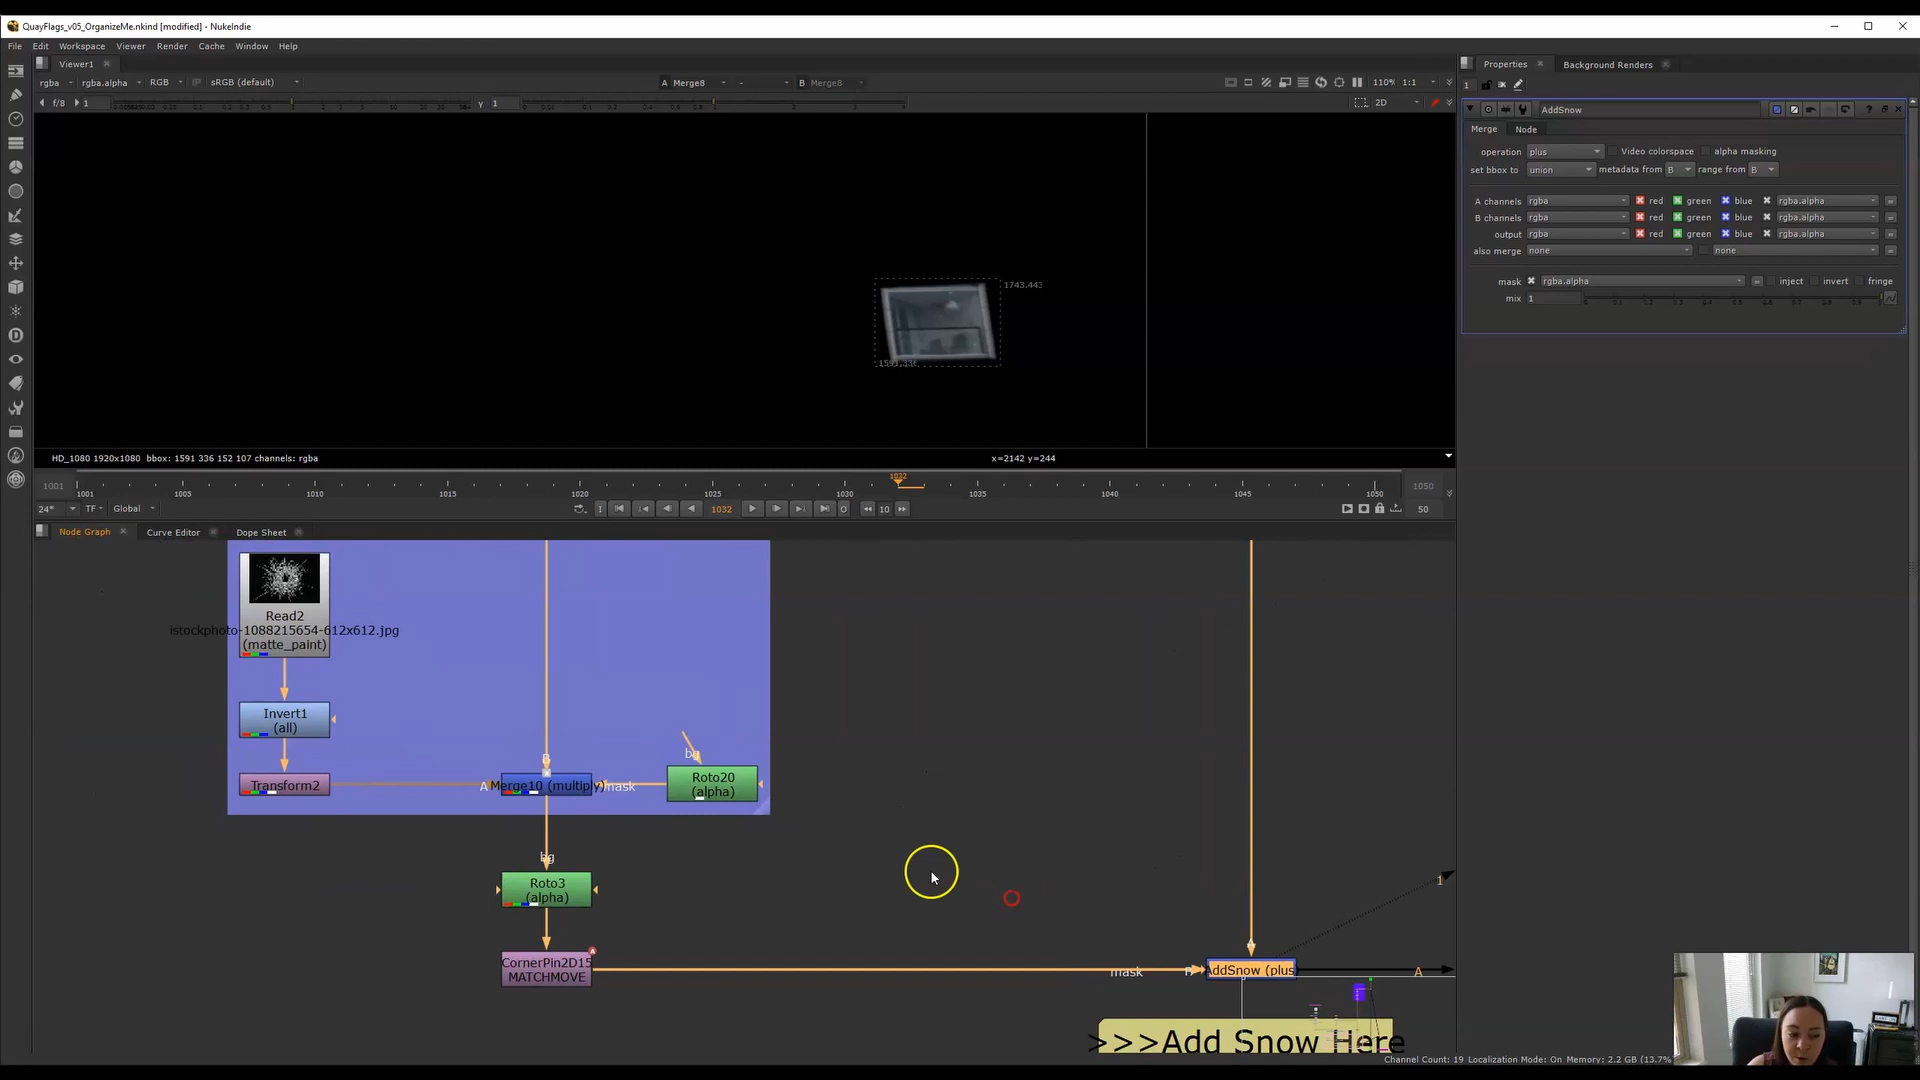 QuayFlags_v05_OrganizeMe.nkind [modified] - NukeIndie
File Edit Workspace Viewer Render Cache Window Help
Viewer1
rgba rgba.alpha RGB sRGB (default) A Merge8 - B Merge8 110% 1:1
f/8 1 y 1 2D
1743,443
1591,336
HD_1080 1920x1080 bbox: 1591 336 152 107 channels: rgba x=2142 y=244
1032
1001 1001 1005 1010 1015 1020 1025 1030 1035 1040 1045 1050 1050
24* TF Global I 1032 O 10 50
Node Graph Curve Editor Dope Sheet
Read2
istockphoto-1088215654-612x612.jpg
(matte_paint)
Invert1
(all)
Transform2
B
A Merge10 (multiply) mask
bg
Roto20
(alpha)
bg
Roto3
(alpha)
CornerPin2D15
MATCHMOVE
mask B A AddSnow (plus A
1
>>>Add Snow Here
Channel Count: 19 Localization Mode: On Memory: 2.2 GB (13.7%
Properties Background Renders
1
AddSnow
Merge Node
operation plus Video colorspace alpha masking
set bbox to union metadata from B range from B
A channels rgba red green blue rgba.alpha =
B channels rgba red green blue rgba.alpha =
output rgba red green blue rgba.alpha =
also merge none none =
mask rgba.alpha = inject invert fringe
mix 1